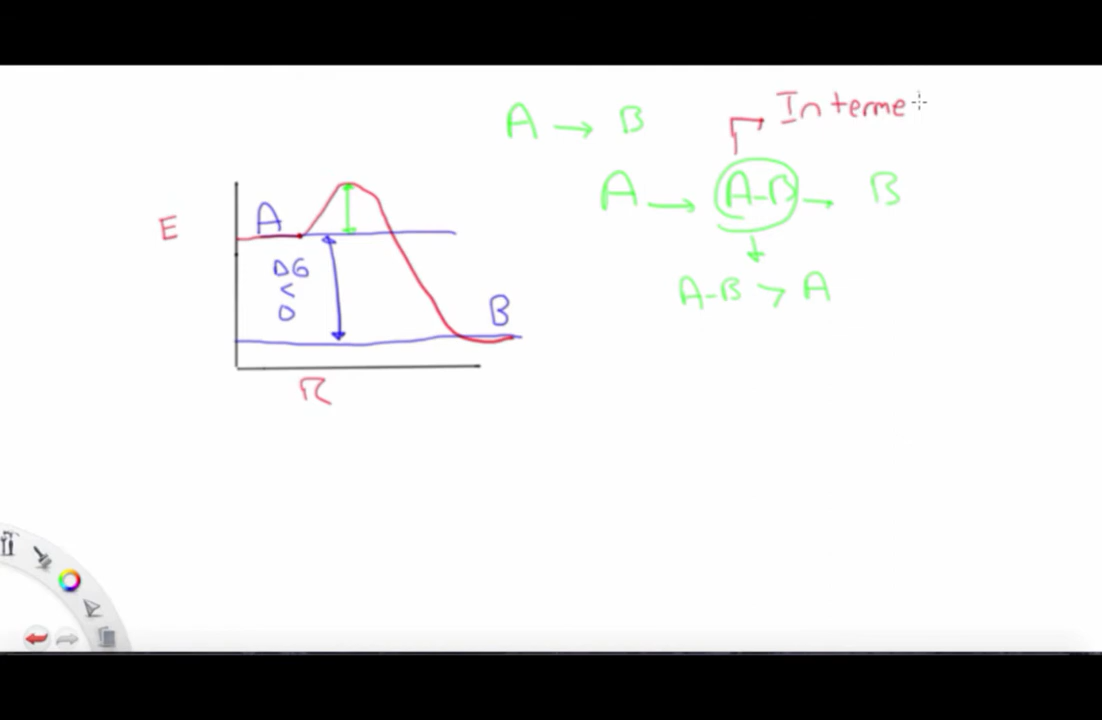 A → B
Interme
A → A-B → B
A-B > A
E
A
ΔG
<
0
B
R